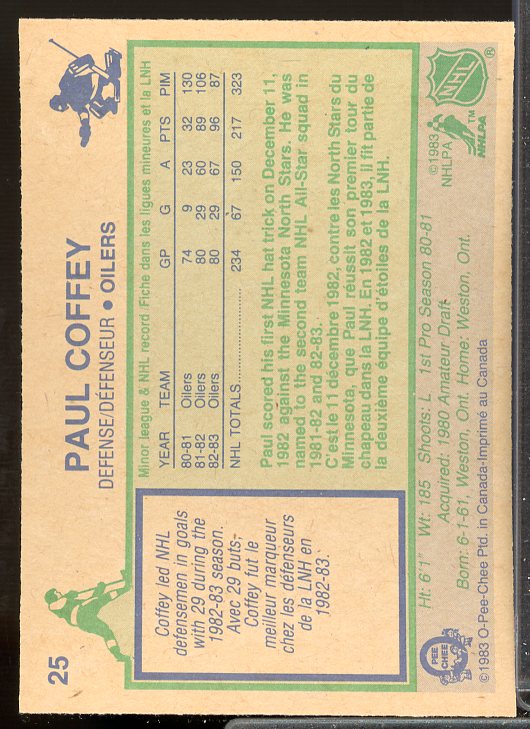 25
PAUL COFFEY
DEFENSE/DÉFENSEUR • OILERS
Coffey led NHL
defensemen in goals
with 29 during the
1982-83 season.
Avec 29 buts,
Coffey fut le
meilleur marqueur
chez les défenseurs
de la LNH en
1982-83.
Minor league & NHL record / Fiche dans les ligues mineures et la LNH
YEAR TEAM GP G A PTS PIM
80-81 Oilers 74 9 23 32 130
81-82 Oilers 80 29 60 89 106
82-83 Oilers 80 29 67 96 87
NHL TOTALS 234 67 150 217 323
Paul scored his first NHL hat trick on December 11,
1982 against the Minnesota North Stars. He was
named to the second team NHL All-Star squad in
1981-82 and 82-83.
C'est le 11 décembre 1982, contre les North Stars du
Minnesota, que Paul réussit son premier tour du
chapeau dans la LNH. En 1982 et 1983, il fit partie de
la deuxième équipe d'étoiles de la LNH.
Ht: 6'1" Wt: 185 Shoots: L 1st Pro Season 80-81
Acquired: 1980 Amateur Draft
Born: 6-1-61, Weston, Ont. Home: Weston, Ont.
©1983 O-Pee-Chee Ptd. in Canada-Imprimé au Canada
O
PEE
CHEE
©1983
NHLPA
NHLPA
TM
NHL
®